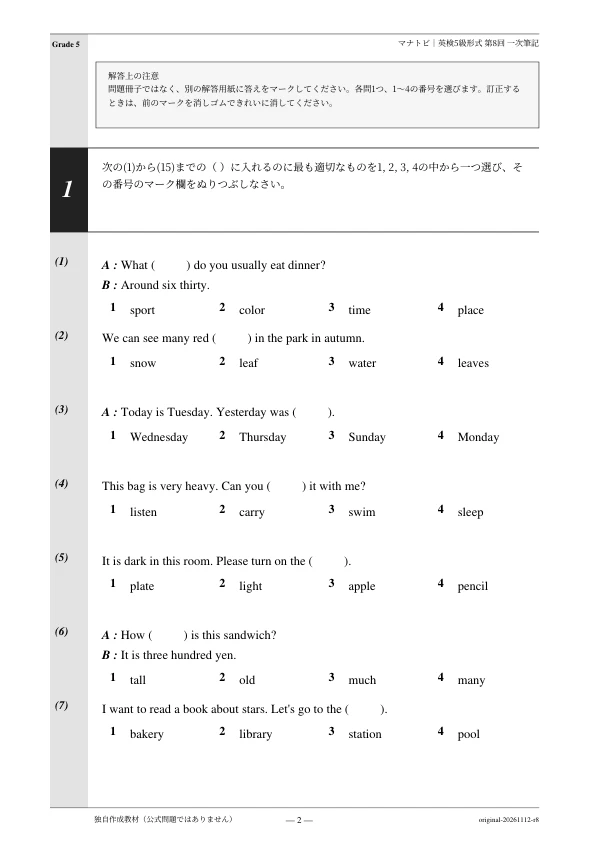 Grade 5
マナトビ｜英検5級形式 第8回 一次筆記
解答上の注意
問題冊子ではなく、別の解答用紙に答えをマークしてください。各問1つ、1〜4の番号を選びます。訂正する
ときは、前のマークを消しゴムできれいに消してください。
1
次の(1)から(15)までの（ ）に入れるのに最も適切なものを1, 2, 3, 4の中から一つ選び、そ
の番号のマーク欄をぬりつぶしなさい。
(1)
A : What (          ) do you usually eat dinner?
B : Around six thirty.
1 sport 2 color 3 time 4 place
(2)
We can see many red (          ) in the park in autumn.
1 snow 2 leaf 3 water 4 leaves
(3)
A : Today is Tuesday. Yesterday was (          ).
1 Wednesday 2 Thursday 3 Sunday 4 Monday
(4)
This bag is very heavy. Can you (          ) it with me?
1 listen 2 carry 3 swim 4 sleep
(5)
It is dark in this room. Please turn on the (          ).
1 plate 2 light 3 apple 4 pencil
(6)
A : How (          ) is this sandwich?
B : It is three hundred yen.
1 tall 2 old 3 much 4 many
(7)
I want to read a book about stars. Let's go to the (          ).
1 bakery 2 library 3 station 4 pool
独自作成教材（公式問題ではありません）
— 2 —
original-20261112-r8